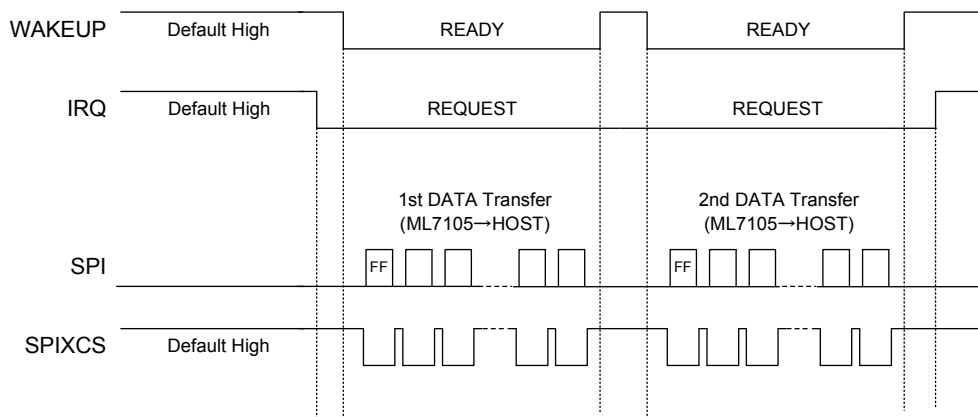 WAKEUP Default High READY READY
IRQ Default High REQUEST REQUEST
1st DATA Transfer 2nd DATA Transfer
(ML7105→HOST) (ML7105→HOST)
SPI FF FF
SPIXCS Default High